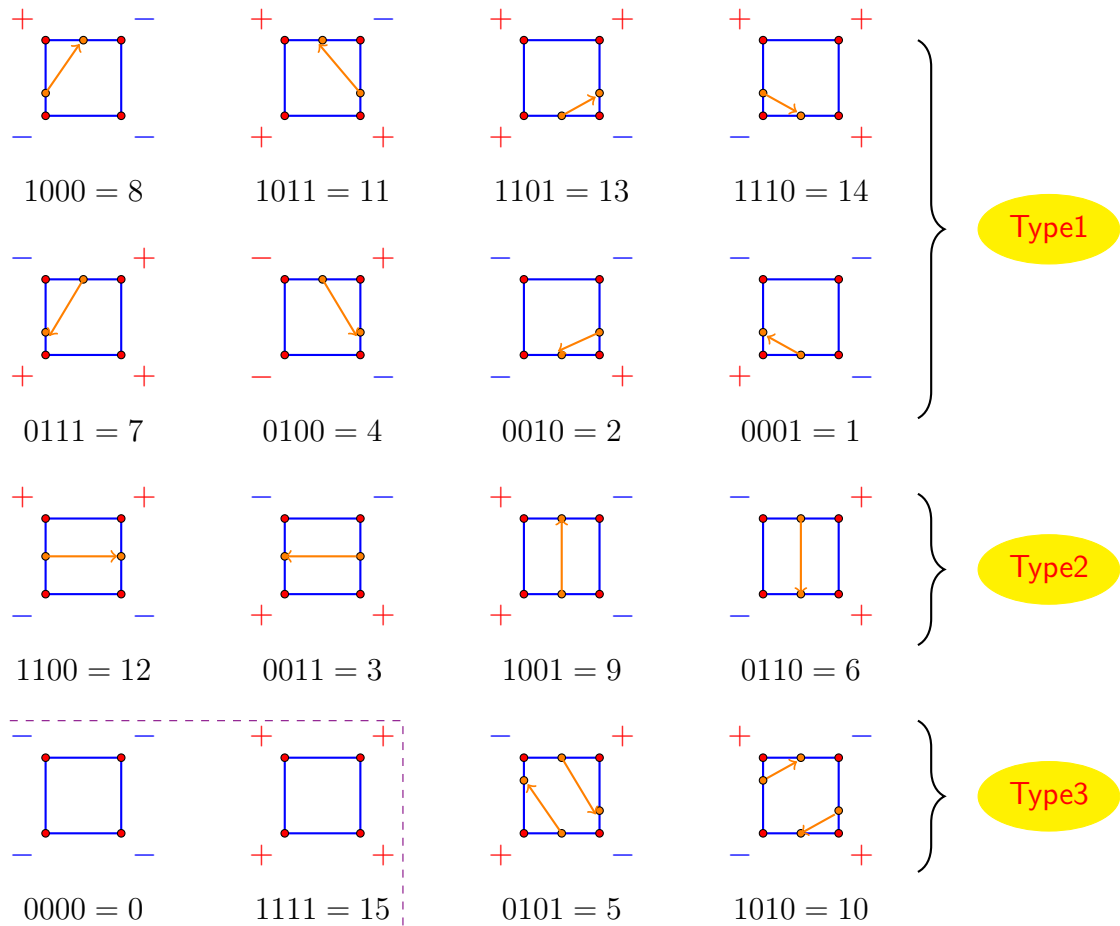 + − + − + + + +
− − + + + − − +
1000 = 8
1011 = 11
1101 = 13
1110 = 14
Type1
− + − − − − − −
+ + − − − + + −
0111 = 7
0100 = 4
0010 = 2
0001 = 1
+ + − − + − − +
Type2
− − + + + − − +
1100 = 12
0011 = 3
1001 = 9
0110 = 6
− − + + − + + −
Type3
− − + + + − − +
0000 = 0
1111 = 15
0101 = 5
1010 = 10